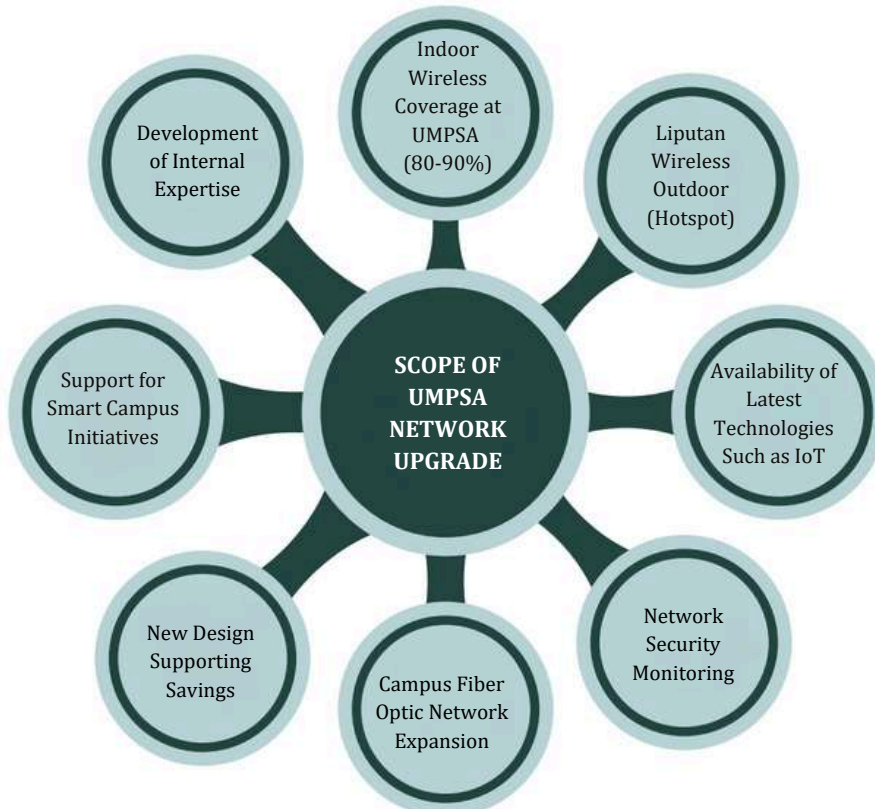 Indoor
Wireless
Coverage at
UMPSA
(80-90%)
Liputan
Wireless
Outdoor
(Hotspot)
Availability of
Latest
Technologies
Such as IoT
Network
Security
Monitoring
Campus Fiber
Optic Network
Expansion
New Design
Supporting
Savings
Support for
Smart Campus
Initiatives
Development
of Internal
Expertise
SCOPE OF
UMPSA
NETWORK
UPGRADE